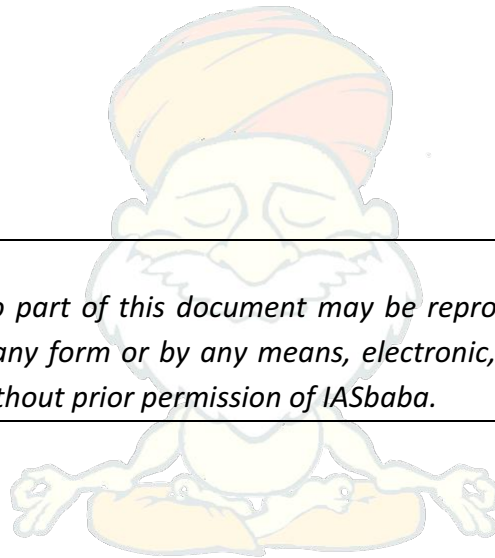 part of this document may be repro
any form or by any means, electronic,
thout prior permission of IASbaba.